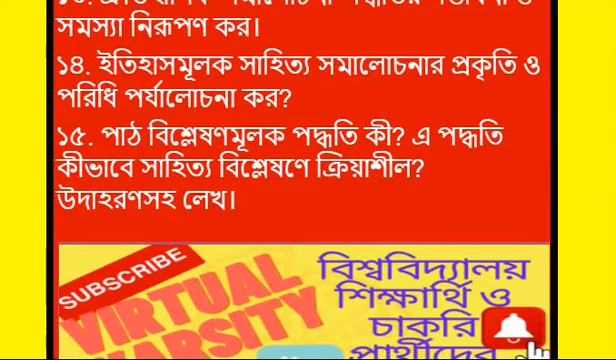 সমস্যা নিরূপণ কর।
১৪. ইতিহাসমূলক সাহিত্য সমালোচনার প্রকৃতি ও
পরিধি পর্যালোচনা কর?
১৫. পাঠ বিশ্লেষণমূলক পদ্ধতি কী? এ পদ্ধতি
কীভাবে সাহিত্য বিশ্লেষণে ক্রিয়াশীল?
উদাহরণসহ লেখ।
SUBSCRIBE
VIRTUAL
বিশ্ববিদ্যালয়
শিক্ষার্থি ও
চাকরি
প্রার্থীদের